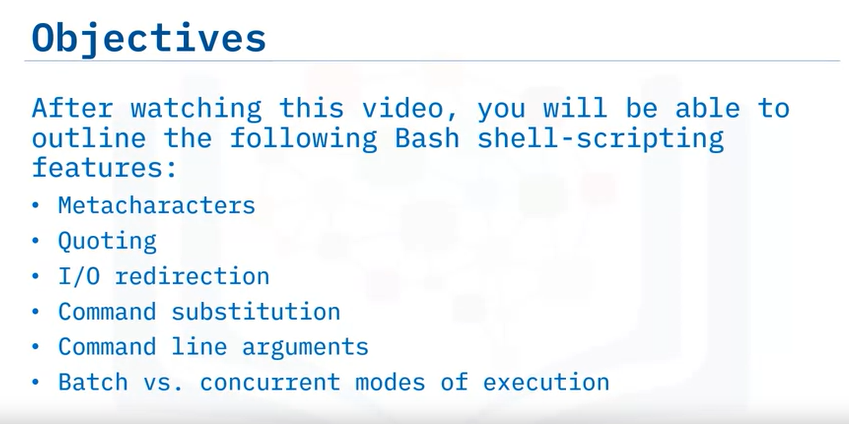 Objectives
After watching this video, you will be able to
outline the following Bash shell-scripting
features:
• Metacharacters
• Quoting
• I/O redirection
• Command substitution
• Command line arguments
• Batch vs. concurrent modes of execution